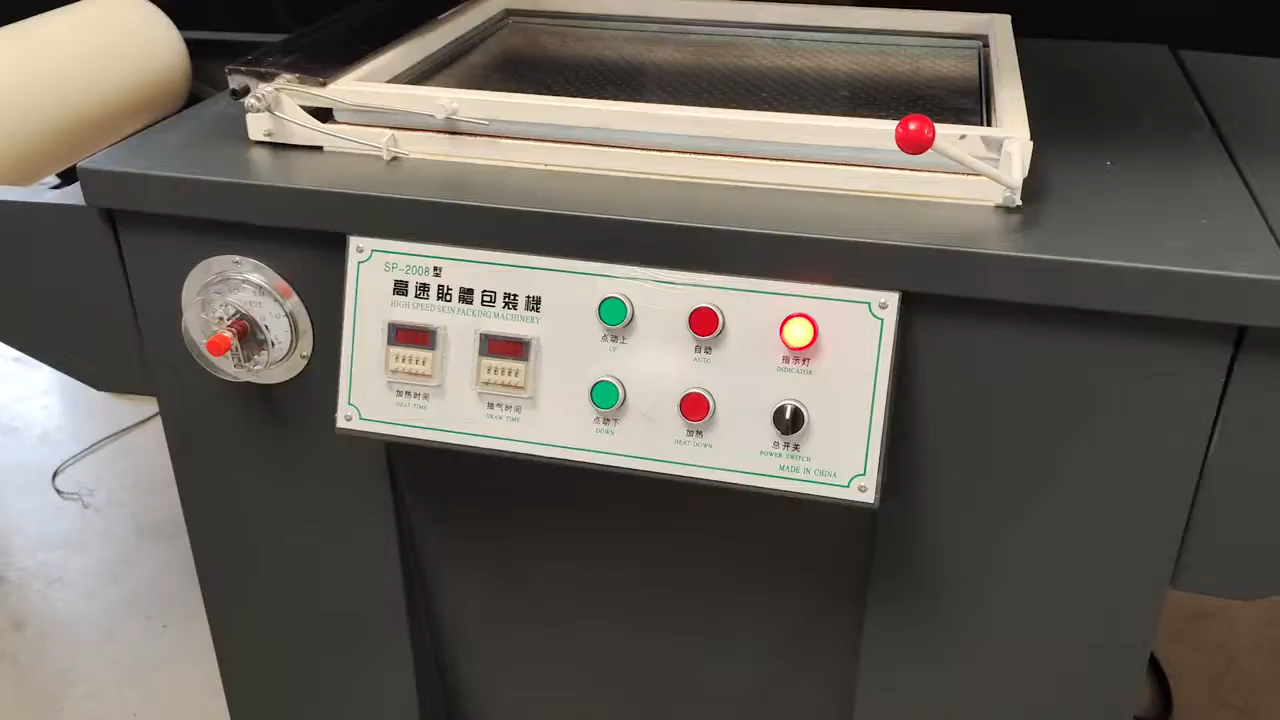 SP-2008型
高速貼體包裝機
HIGH SPEED SKIN PACKING MACHINERY
点动上
UP
自动
AUTO
指示灯
INDICATOR
加热时间
HEAT TIME
抽气时间
DRAW TIME
点动下
DOWN
加热
HEAT DOWN
总开关
POWER SWITCH
MADE IN CHINA